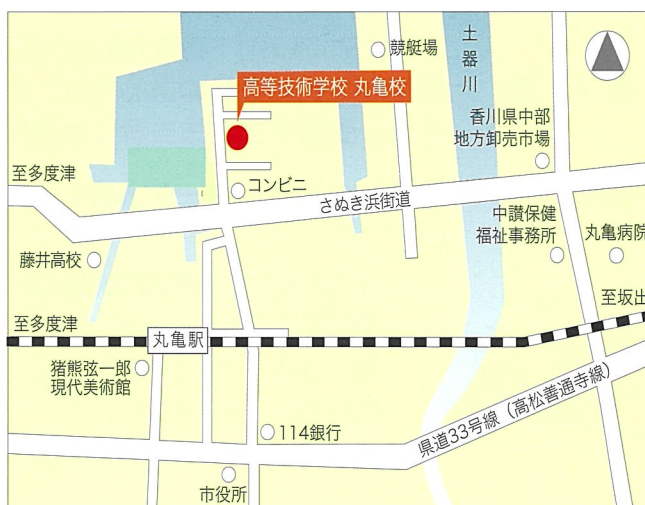 競艇場
土器川
高等技術学校 丸亀校
香川県中部
地方卸売市場
至多度津
コンビニ
さぬき浜街道
中讃保健
福祉事務所
丸亀病院
藤井高校
至坂出
至多度津
丸亀駅
猪熊弦一郎
現代美術館
県道33号線（高松善通寺線）
114銀行
市役所